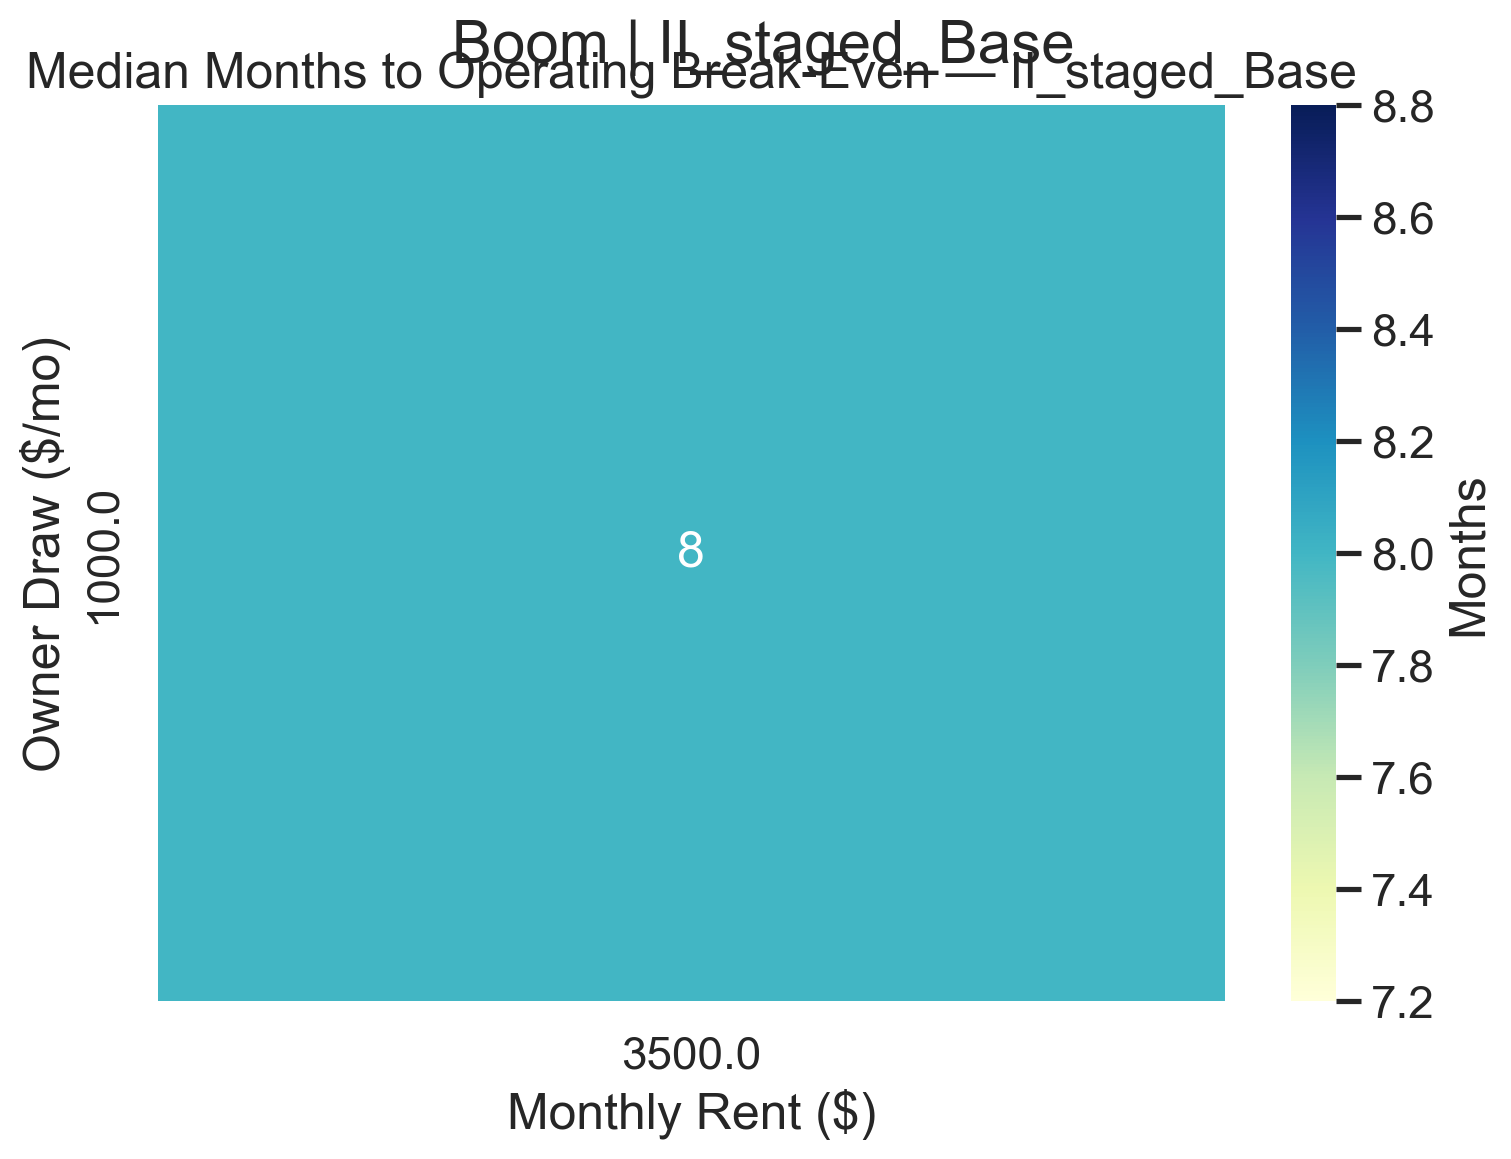 Boom | II_staged_Base
Median Months to Operating Break-Even — II_staged_Base
Owner Draw ($/mo)
1000.0
8
3500.0
Monthly Rent ($)
8.8
8.6
8.4
8.2
8.0
7.8
7.6
7.4
7.2
Months